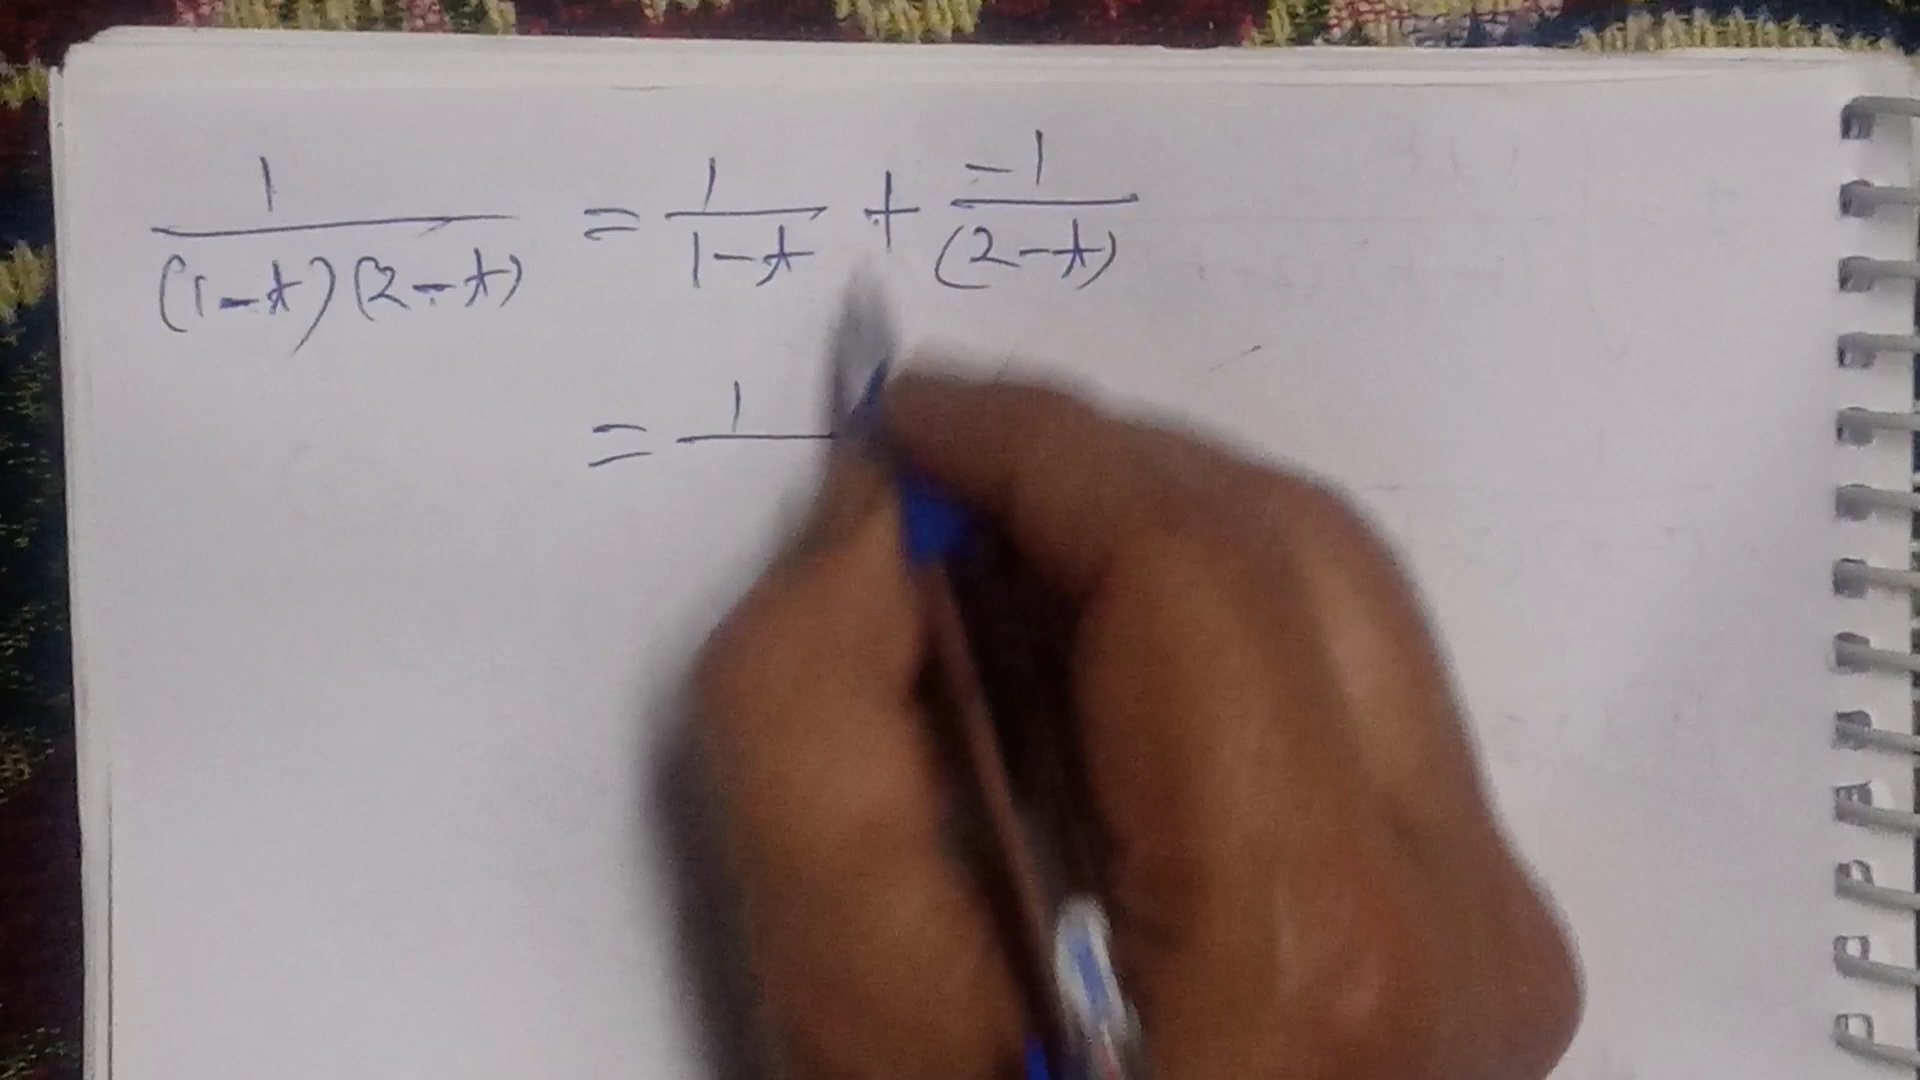 1/((1-t)(2-t)) = 1/(1-t) + -1/((2-t))
= 1/